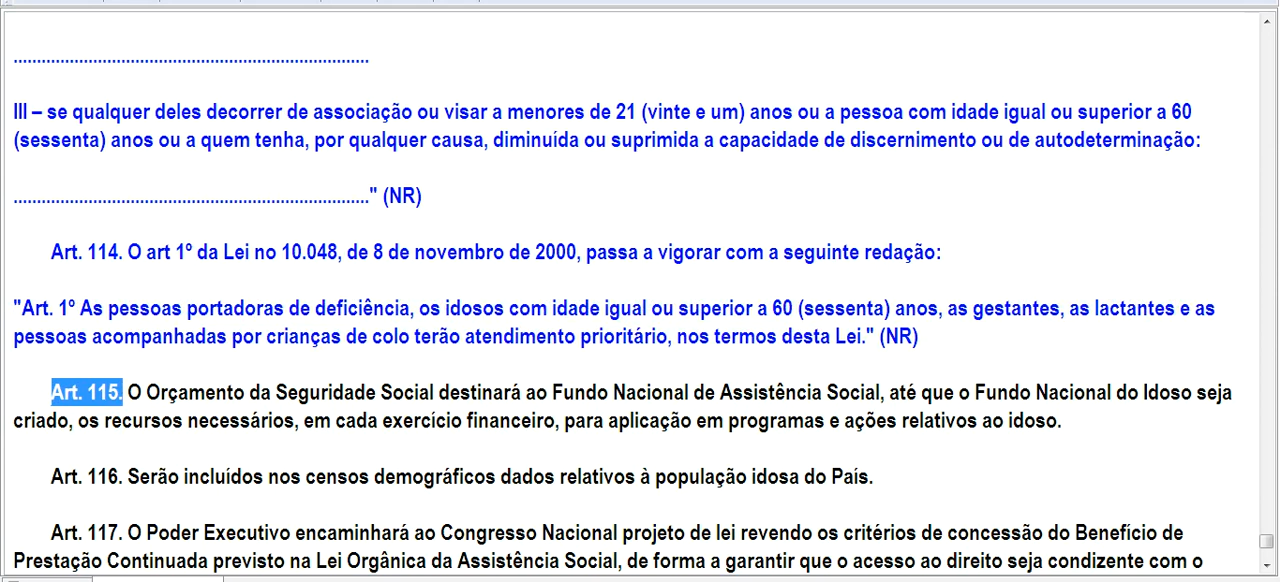 .............................................................................
III – se qualquer deles decorrer de associação ou visar a menores de 21 (vinte e um) anos ou a pessoa com idade igual ou superior a 60
(sessenta) anos ou a quem tenha, por qualquer causa, diminuída ou suprimida a capacidade de discernimento ou de autodeterminação:
............................................................................." (NR)
Art. 114. O art 1º da Lei no 10.048, de 8 de novembro de 2000, passa a vigorar com a seguinte redação:
"Art. 1º As pessoas portadoras de deficiência, os idosos com idade igual ou superior a 60 (sessenta) anos, as gestantes, as lactantes e as
pessoas acompanhadas por crianças de colo terão atendimento prioritário, nos termos desta Lei." (NR)
Art. 115. O Orçamento da Seguridade Social destinará ao Fundo Nacional de Assistência Social, até que o Fundo Nacional do Idoso seja
criado, os recursos necessários, em cada exercício financeiro, para aplicação em programas e ações relativos ao idoso.
Art. 116. Serão incluídos nos censos demográficos dados relativos à população idosa do País.
Art. 117. O Poder Executivo encaminhará ao Congresso Nacional projeto de lei revendo os critérios de concessão do Benefício de
Prestação Continuada previsto na Lei Orgânica da Assistência Social, de forma a garantir que o acesso ao direito seja condizente com o